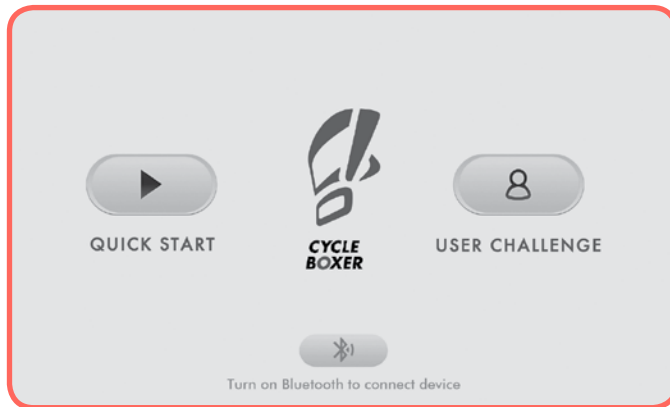 QUICK START
CYCLE
BOXER
USER CHALLENGE
Turn on Bluetooth to connect device